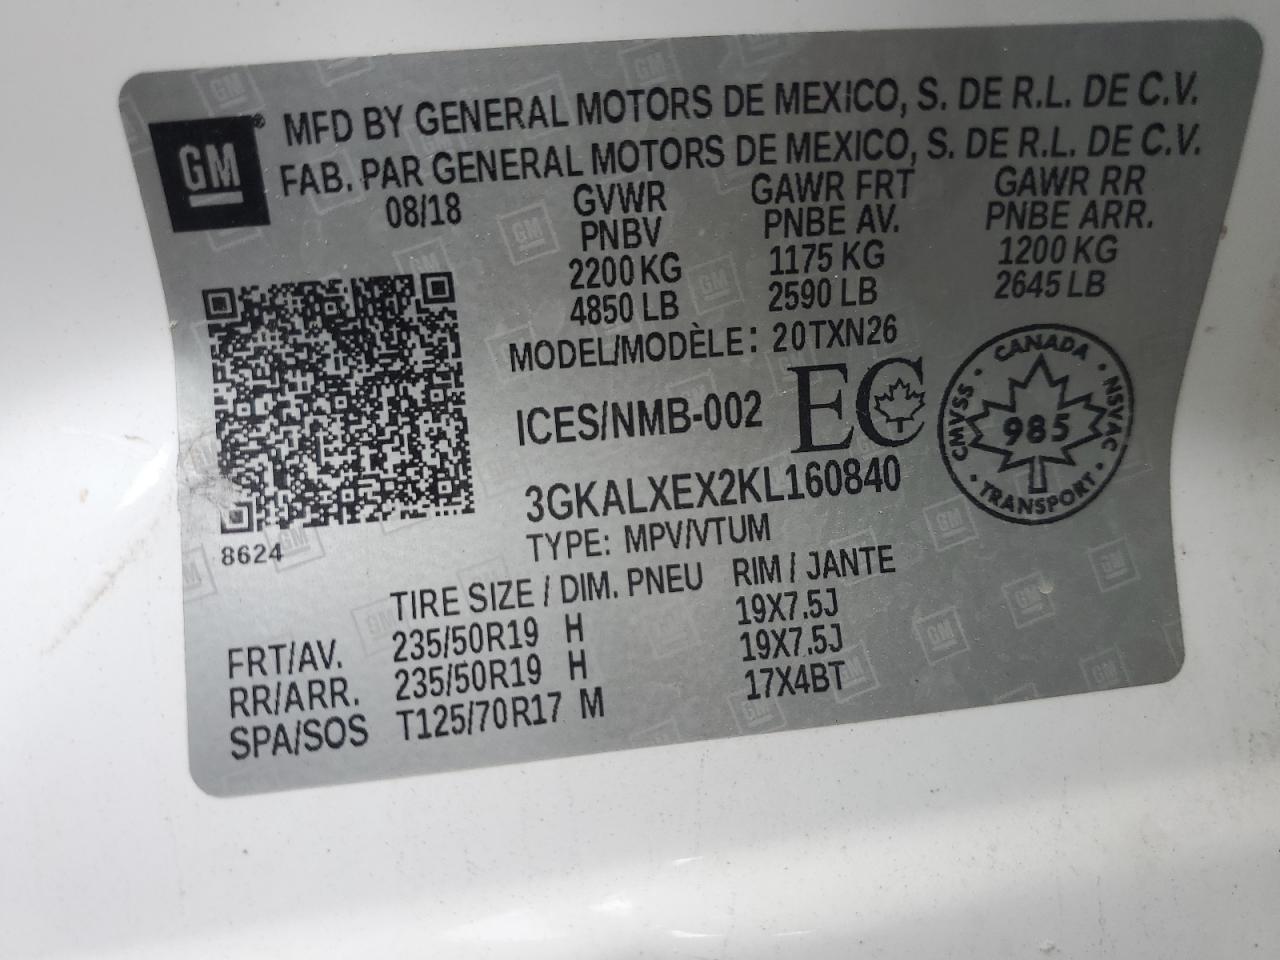 GM
MFD BY GENERAL MOTORS DE MEXICO, S. DE R.L. DE C.V.
FAB. PAR GENERAL MOTORS DE MEXICO, S. DE R.L. DE C.V.
08/18 GVWR GAWR FRT GAWR RR
PNBV PNBE AV. PNBE ARR.
2200 KG 1175 KG 1200 KG
4850 LB 2590 LB 2645 LB
MODEL/MODÈLE: 20TXN26
ICES/NMB-002 EC
CANADA
CMVSS 985 NSVAC
TRANSPORT
3GKALXEX2KL160840
8624
TYPE: MPV/VTUM
TIRE SIZE / DIM. PNEU RIM / JANTE
FRT/AV. 235/50R19 H 19X7.5J
RR/ARR. 235/50R19 H 19X7.5J
SPA/SOS T125/70R17 M 17X4BT